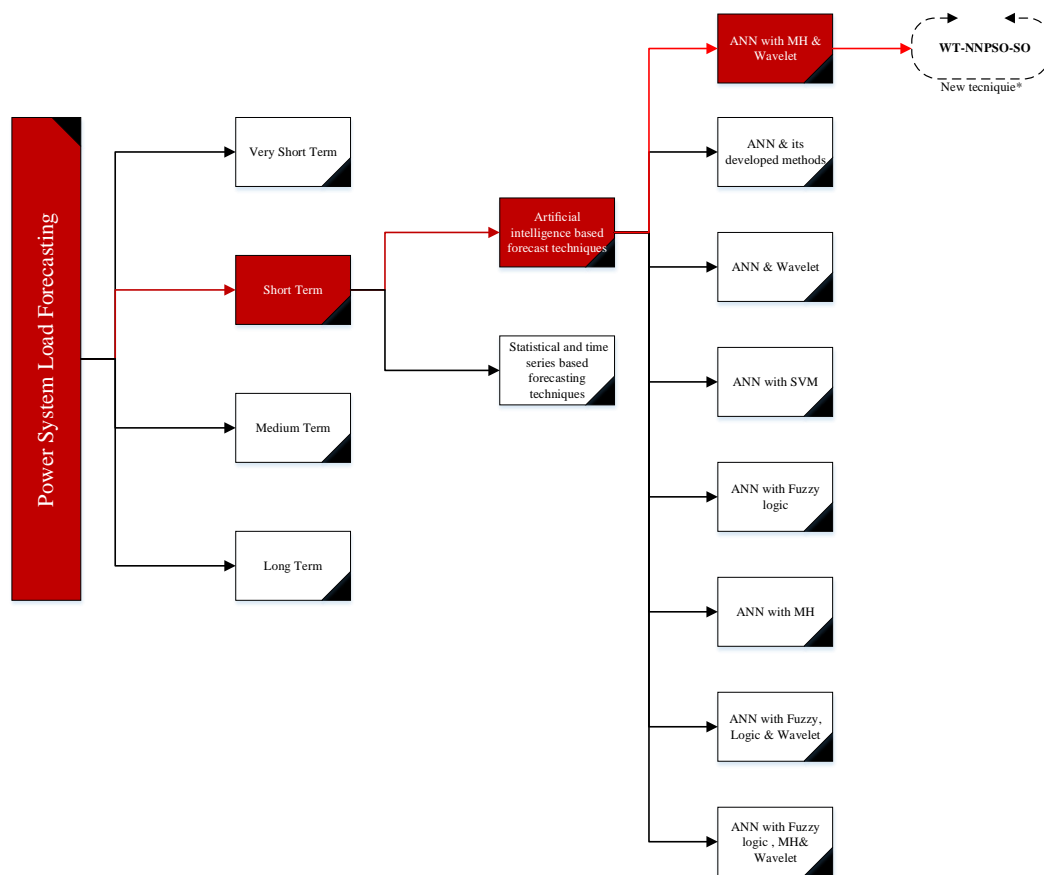 Power System Load Forecasting
Very Short Term
Short Term
Medium Term
Long Term
Artificial
intelligence based
forecast techniques
Statistical and time
series based
forecasting
techniques
ANN with MH &
Wavelet
ANN & its
developed methods
ANN & Wavelet
ANN with SVM
ANN with Fuzzy
logic
ANN with MH
ANN with Fuzzy,
Logic & Wavelet
ANN with Fuzzy
logic , MH&
Wavelet
WT-NNPSO-SO
New tecniquie*